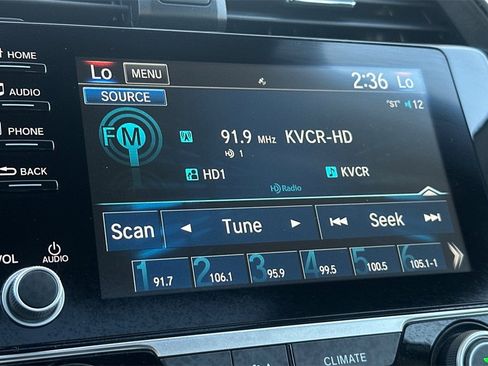 HOME
Lo MENU 2:36 Lo
SOURCE "ST" 12
AUDIO
FM 91.9 MHz KVCR-HD
HD 1
PHONE
HD1 KVCR
BACK
HD Radio
Scan Tune Seek
VOL AUDIO
1 91.7 2 106.1 3 95.9 4 99.5 5 100.5 6 105.1-1
CLIMATE